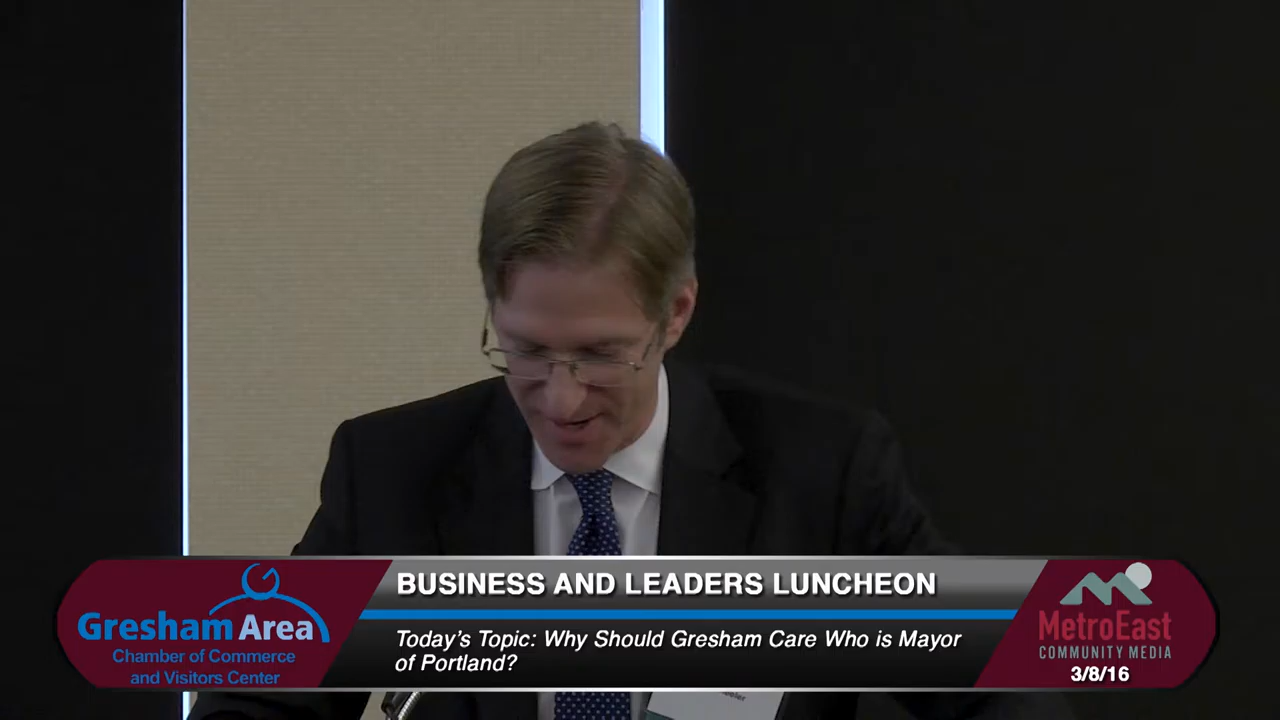 BUSINESS AND LEADERS LUNCHEON
Gresham Area
Chamber of Commerce
and Visitors Center
Today's Topic: Why Should Gresham Care Who is Mayor
of Portland?
MetroEast
COMMUNITY MEDIA
3/8/16